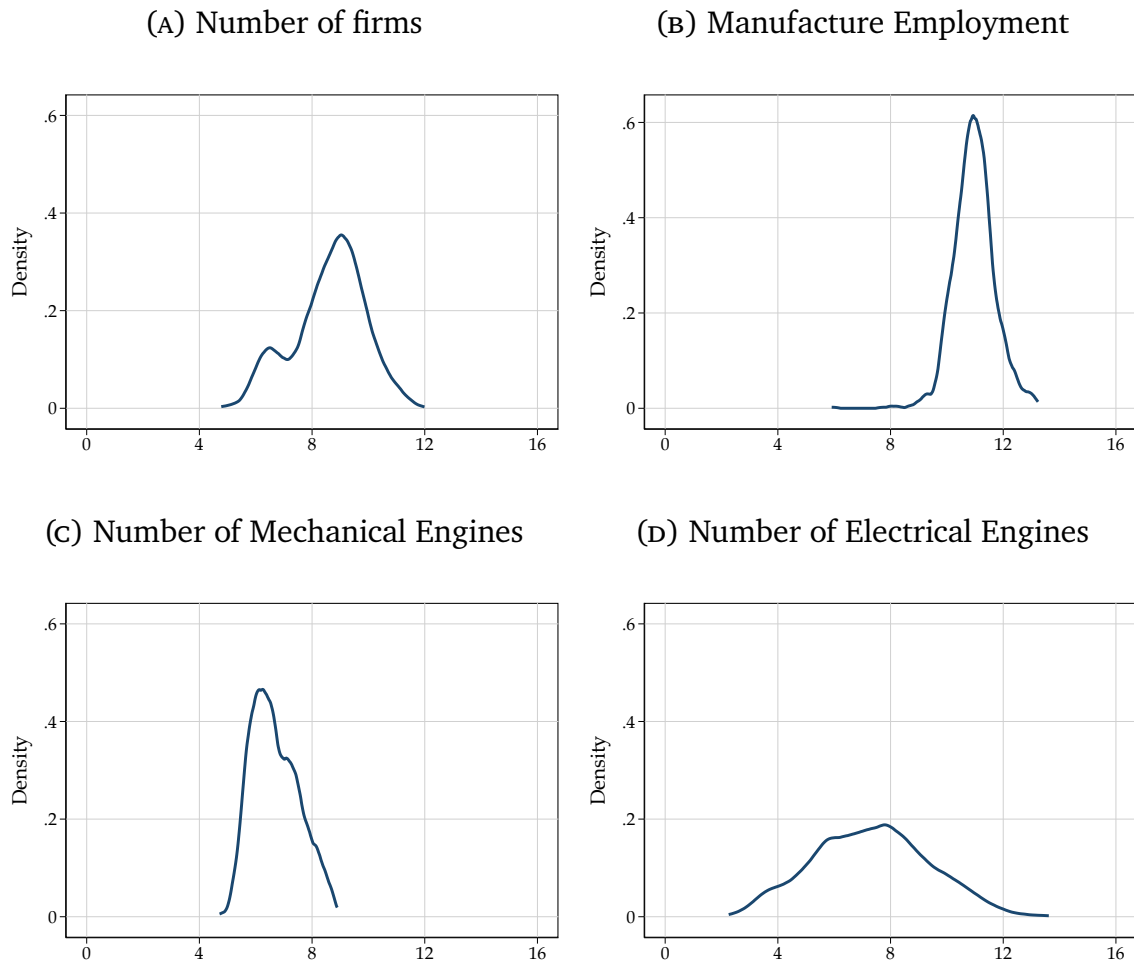 (A) Number of firms
.6
.4
.2
0
Density
0 4 8 12 16
(B) Manufacture Employment
.6
.4
.2
0
Density
0 4 8 12 16
(C) Number of Mechanical Engines
.6
.4
.2
0
Density
0 4 8 12 16
(D) Number of Electrical Engines
.6
.4
.2
0
Density
0 4 8 12 16